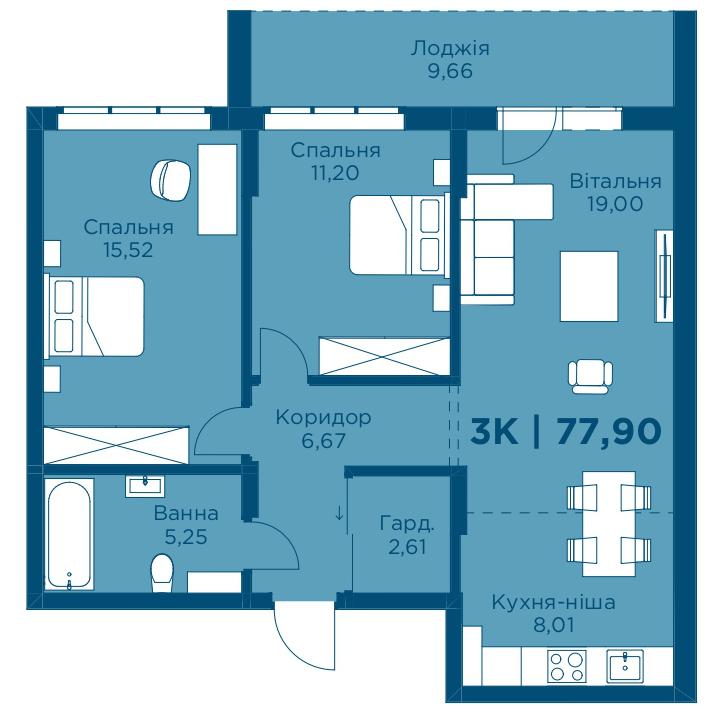 Лоджія
9,66
Спальня
11,20
Вітальня
19,00
Спальня
15,52
Коридор
6,67
3К | 77,90
Ванна
5,25
Гард.
2,61
Кухня-ніша
8,01